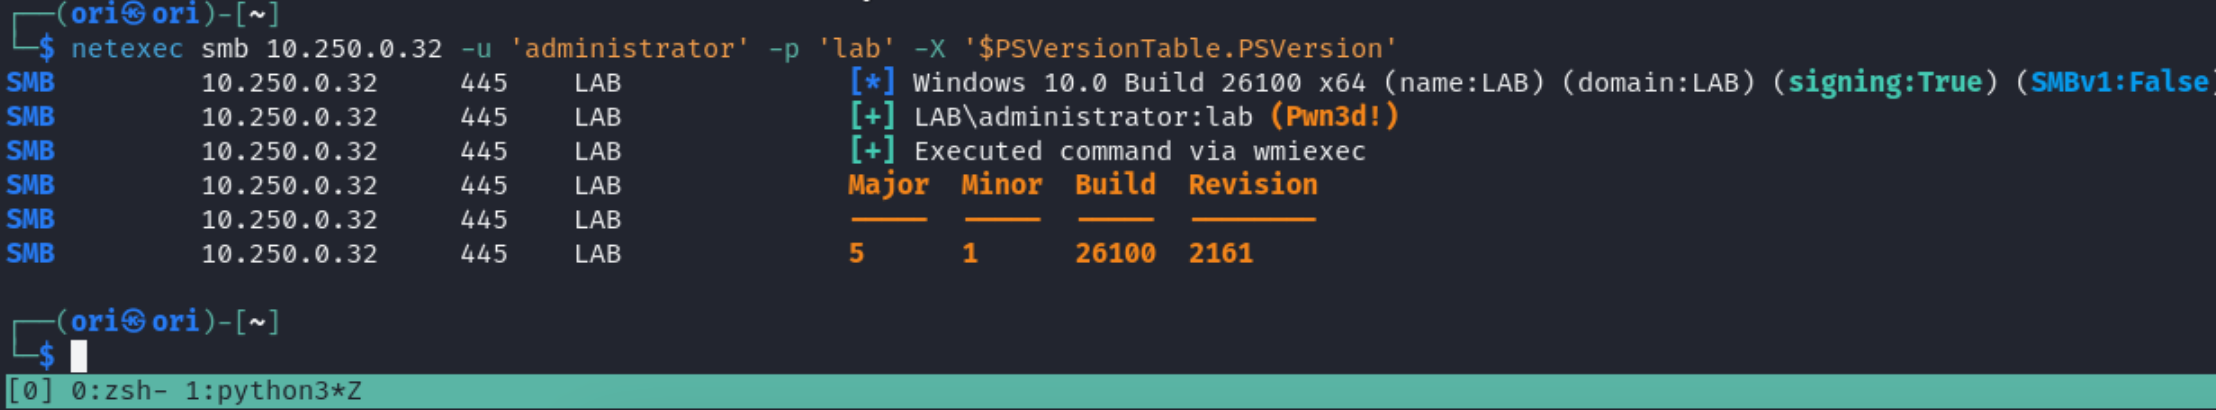 ┌──(ori㉿ori)-[~]
└─$ netexec smb 10.250.0.32 -u 'administrator' -p 'lab' -X '$PSVersionTable.PSVersion'
SMB         10.250.0.32     445    LAB              [*] Windows 10.0 Build 26100 x64 (name:LAB) (domain:LAB) (signing:True) (SMBv1:False)
SMB         10.250.0.32     445    LAB              [+] LAB\administrator:lab (Pwn3d!)
SMB         10.250.0.32     445    LAB              [+] Executed command via wmiexec
SMB         10.250.0.32     445    LAB              Major  Minor  Build  Revision
SMB         10.250.0.32     445    LAB              -----  -----  -----  --------
SMB         10.250.0.32     445    LAB              5      1      26100  2161
┌──(ori㉿ori)-[~]
└─$
[0] 0:zsh- 1:python3*Z